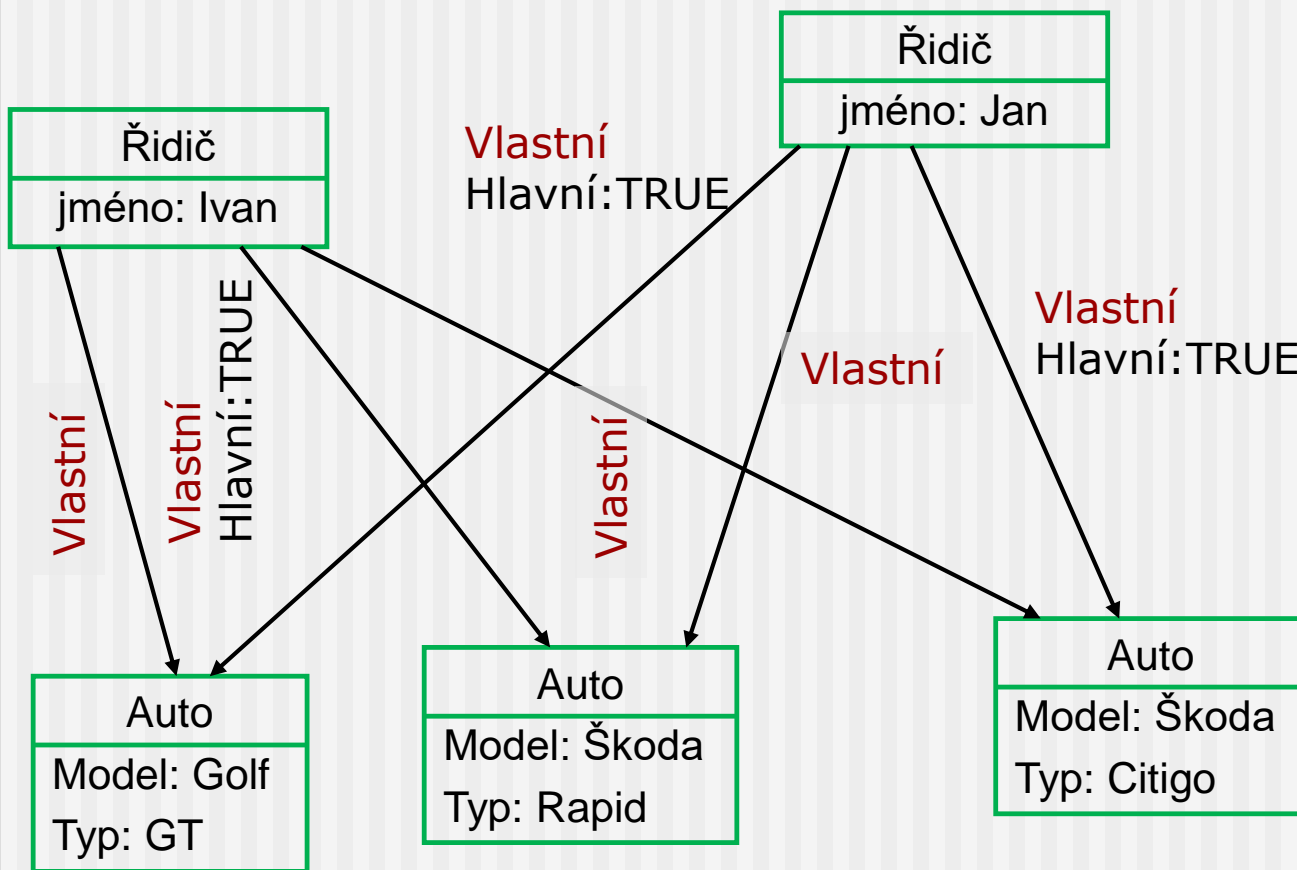 Řidič
jméno: Jan
Řidič
jméno: Ivan
Vlastní
Hlavní:TRUE
Vlastní
Hlavní:TRUE
Vlastní
Vlastní
Vlastní
Hlavní:TRUE
Vlastní
Auto
Model: Golf
Typ: GT
Auto
Model: Škoda
Typ: Rapid
Auto
Model: Škoda
Typ: Citigo